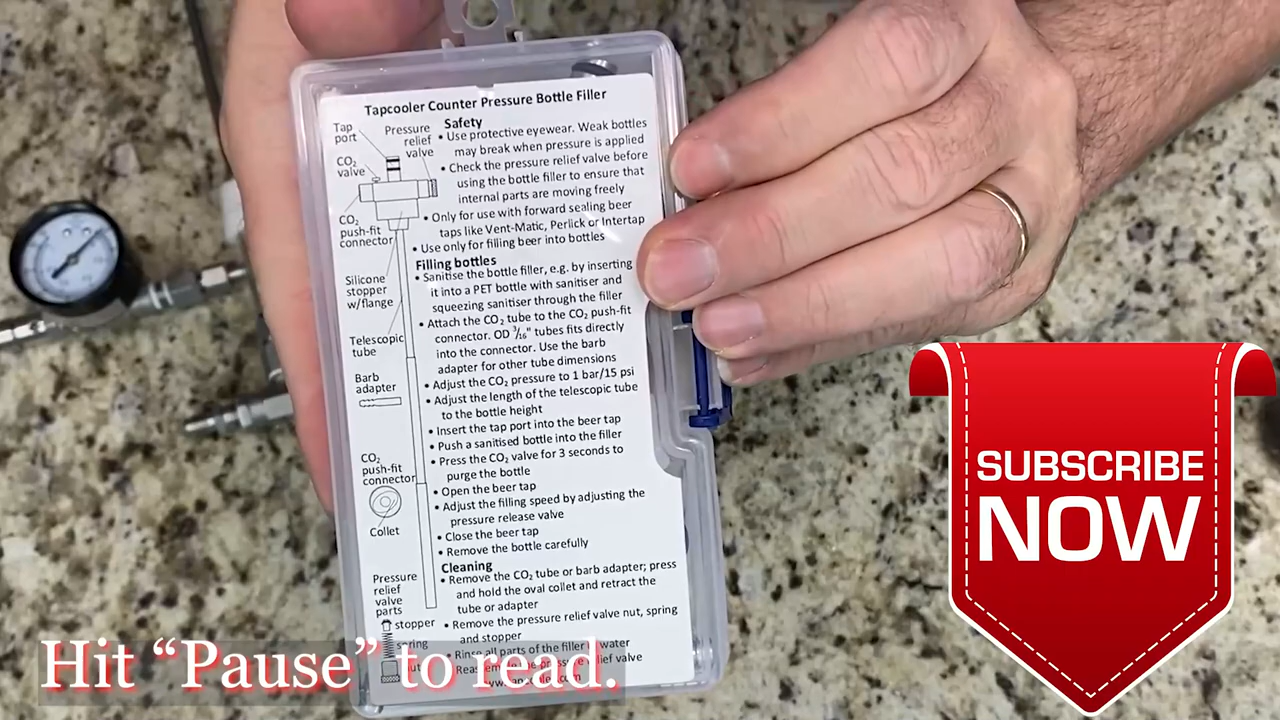 Tapcooler Counter Pressure Bottle Filler
Tap
port
Pressure
relief
valve
CO₂
valve
CO₂
push-fit
connector
Silicone
stopper
w/flange
Telescopic
tube
Barb
adapter
CO₂
push-fit
connector
Collet
Pressure
relief
valve
parts
stopper
spring
nut
Safety
• Use protective eyewear. Weak bottles
may break when pressure is applied
• Check the pressure relief valve before
using the bottle filler to ensure that
internal parts are moving freely
• Only for use with forward sealing beer
taps like Vent-Matic, Perlick or Intertap
• Use only for filling beer into bottles
Filling bottles
• Sanitise the bottle filler, e.g. by inserting
it into a PET bottle with sanitiser and
squeezing sanitiser through the filler
• Attach the CO₂ tube to the CO₂ push-fit
connector. OD ³⁄₁₆" tubes fits directly
into the connector. Use the barb
adapter for other tube dimensions
• Adjust the CO₂ pressure to 1 bar/15 psi
• Adjust the length of the telescopic tube
to the bottle height
• Insert the tap port into the beer tap
• Push a sanitised bottle into the filler
• Press the CO₂ valve for 3 seconds to
purge the bottle
• Open the beer tap
• Adjust the filling speed by adjusting the
pressure release valve
• Close the beer tap
• Remove the bottle carefully
Cleaning
• Remove the CO₂ tube or barb adapter; press
and hold the oval collet and retract the
tube or adapter
• Remove the pressure relief valve nut, spring
and stopper
• Rinse all parts of the filler water
pressure relief valve
Hit “Pause” to read.
SUBSCRIBE
NOW